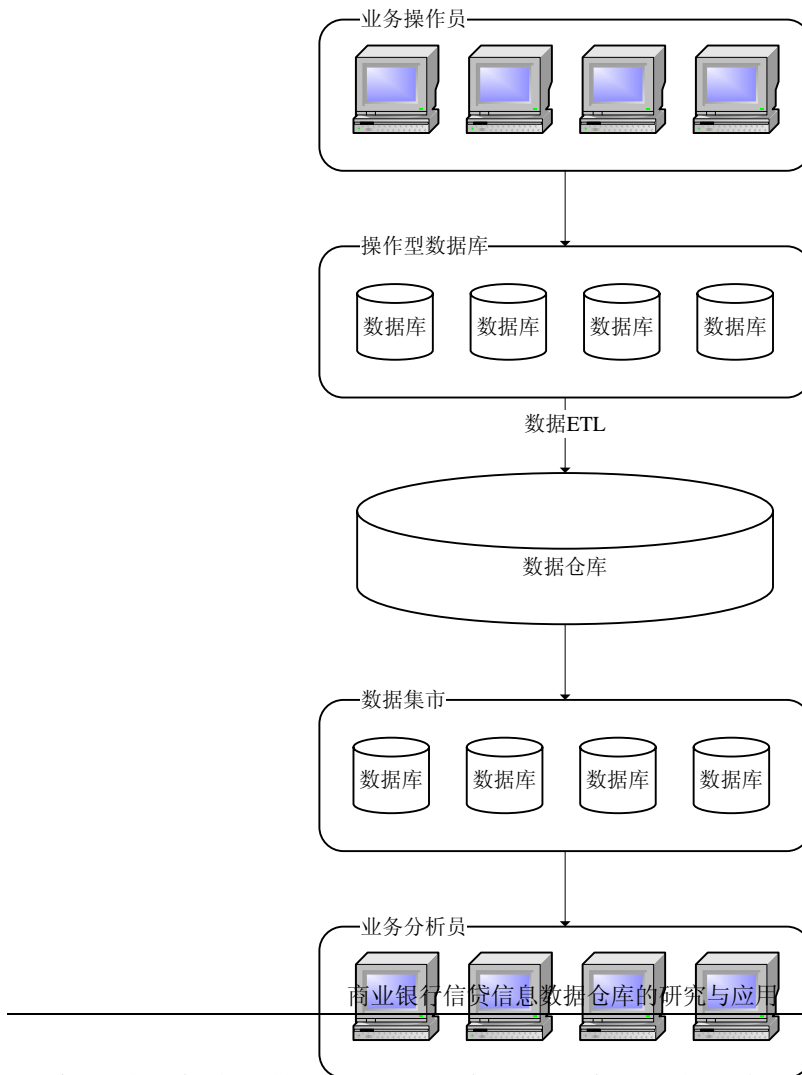 业务操作员
操作型数据库
数据库 数据库 数据库 数据库
数据ETL
数据仓库
数据集市
数据库 数据库 数据库 数据库
业务分析员
商业银行信贷信息数据仓库的研究与应用